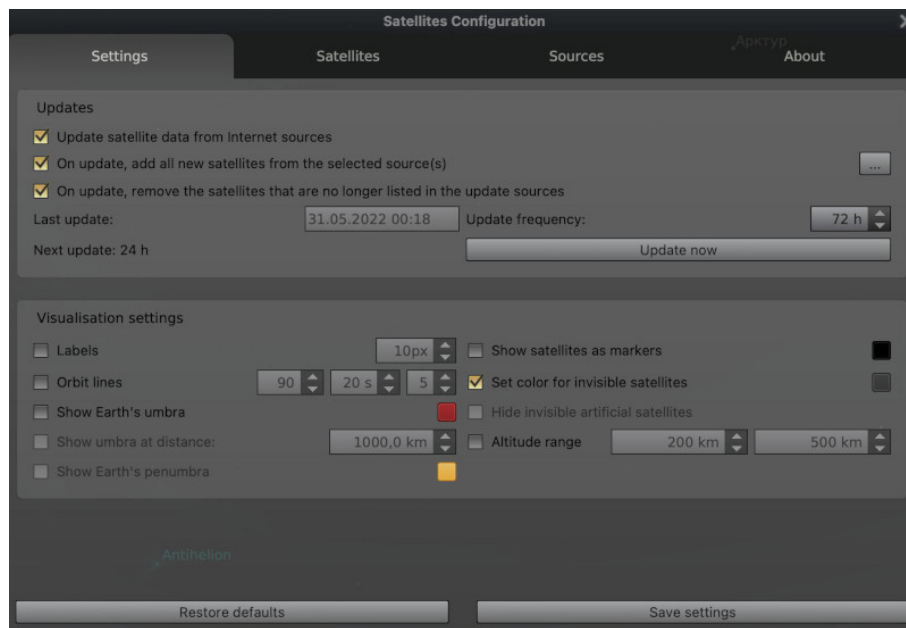 Satellites Configuration
Settings Satellites Sources About
Арктур
Updates
Update satellite data from Internet sources
On update, add all new satellites from the selected source(s) ...
On update, remove the satellites that are no longer listed in the update sources
Last update: 31.05.2022 00:18 Update frequency: 72 h
Next update: 24 h Update now
Visualisation settings
Labels 10px Show satellites as markers
Orbit lines 90 20 s 5 Set color for invisible satellites
Show Earth's umbra Hide invisible artificial satellites
Show umbra at distance: 1000,0 km Altitude range 200 km 500 km
Show Earth's penumbra
Antihelion
Restore defaults Save settings